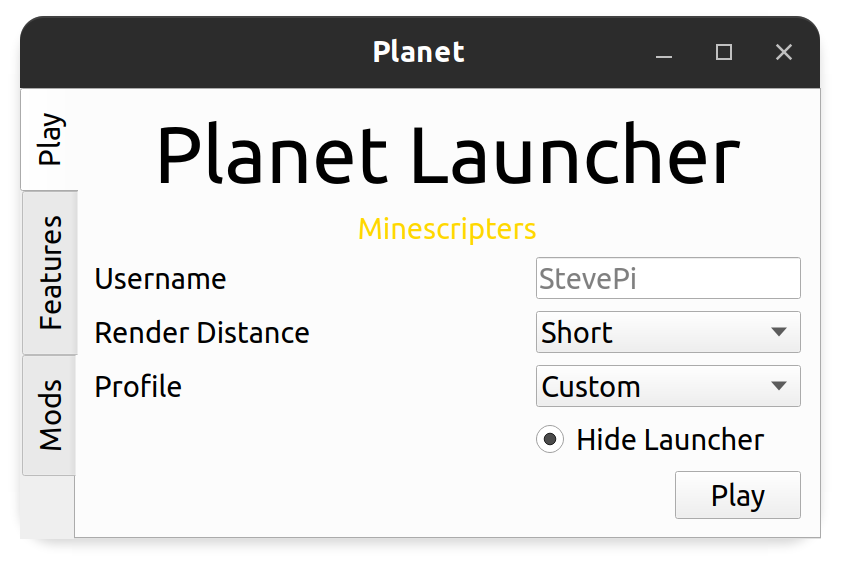 Planet
Play
Features
Mods
Planet Launcher
Minescripters
Username StevePi
Render Distance Short
Profile Custom
Hide Launcher
Play